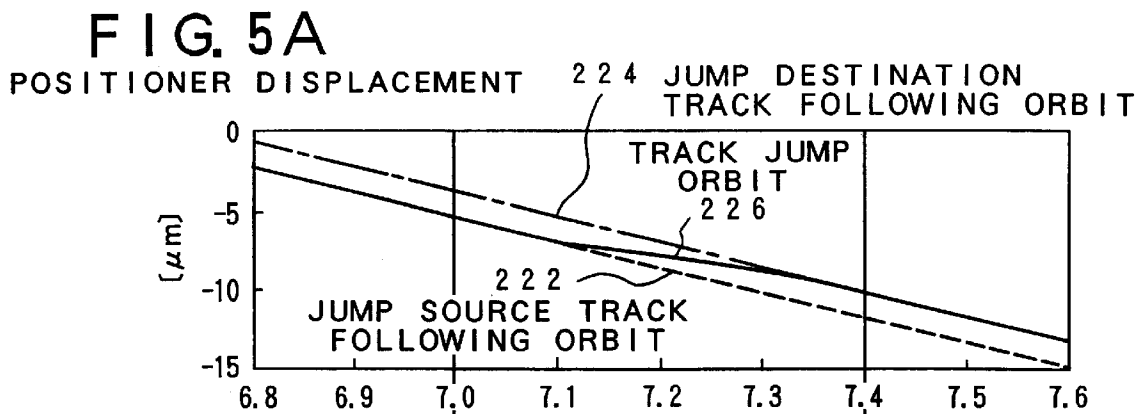 FIG. 5A
POSITIONER DISPLACEMENT
224 JUMP DESTINATION
TRACK FOLLOWING ORBIT
TRACK JUMP
ORBIT
226
222
JUMP SOURCE TRACK
FOLLOWING ORBIT
[μm]
0
-5
-10
-15
6.8 6.9 7.0 7.1 7.2 7.3 7.4 7.5 7.6